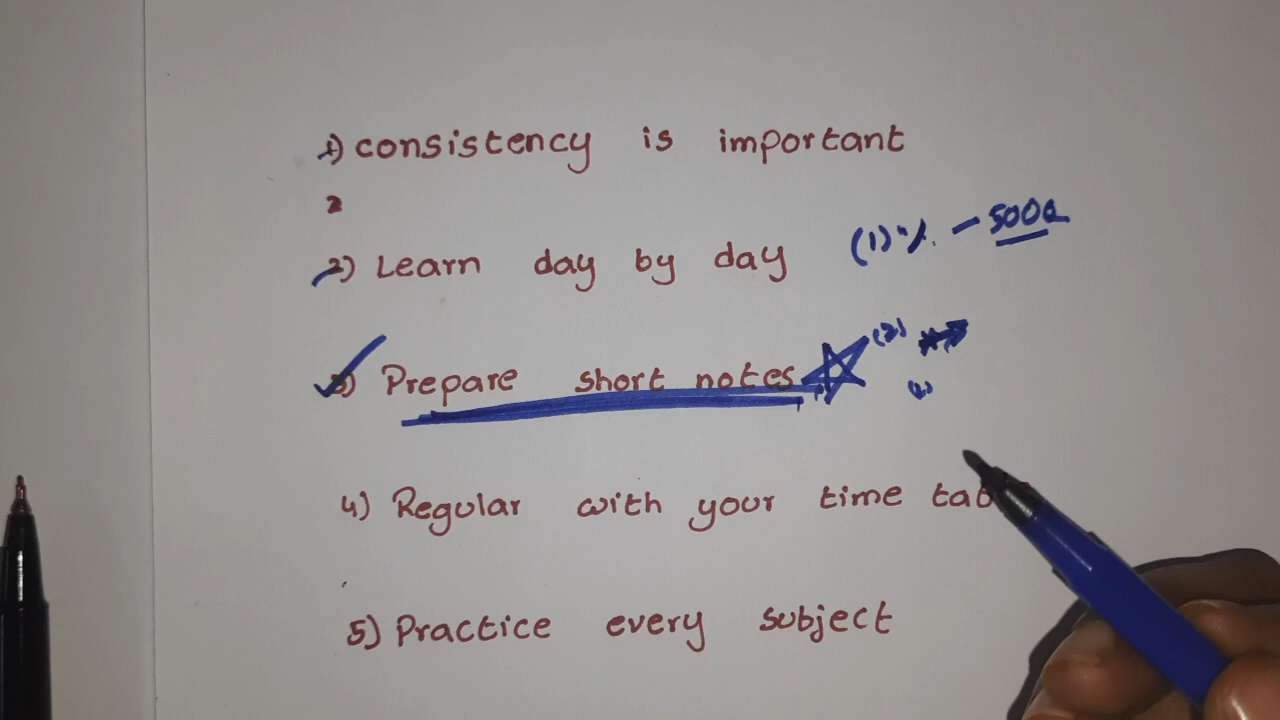 1) consistency is important
2
2) Learn day by day (1)%. - 500
3) Prepare short notes (2)
4) Regular with your time tab
5) Practice every subject